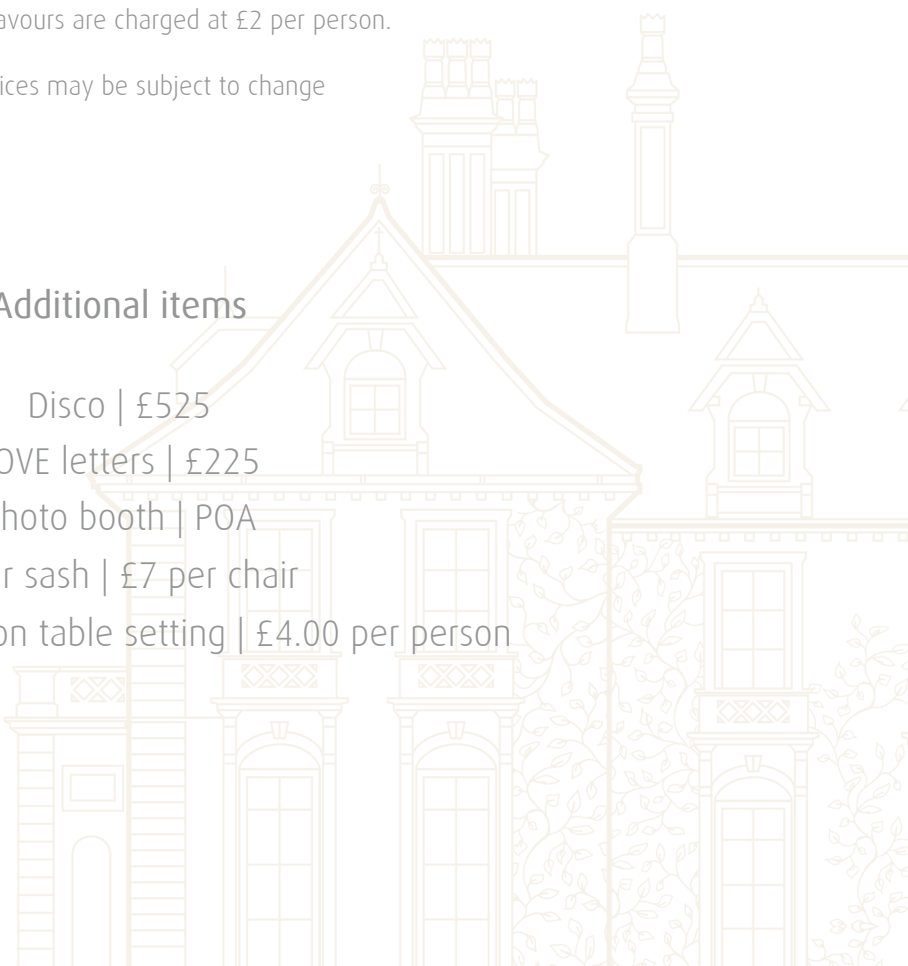 avours are charged at £2 per person.
ices may be subject to change
Additional items
Disco | £525
OVE letters | £225
hoto booth | POA
r sash | £7 per chair
on table setting | £4.00 per person